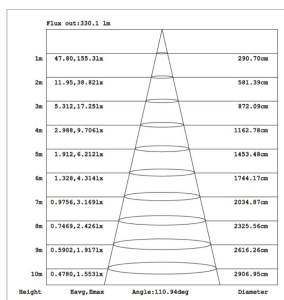 Flux out:330.1 lm
1m 47.80,155.3lx 290.70cm
2m 11.95,38.82lx 581.39cm
3m 5.312,17.25lx 872.09cm
4m 2.988,9.706lx 1162.78cm
5m 1.912,6.212lx 1453.48cm
6m 1.328,4.314lx 1744.17cm
7m 0.9756,3.169lx 2034.87cm
8m 0.7469,2.426lx 2325.56cm
9m 0.5902,1.917lx 2616.26cm
10m 0.4780,1.553lx 2906.95cm
Height Eavg,Emax Angle:110.94deg Diameter